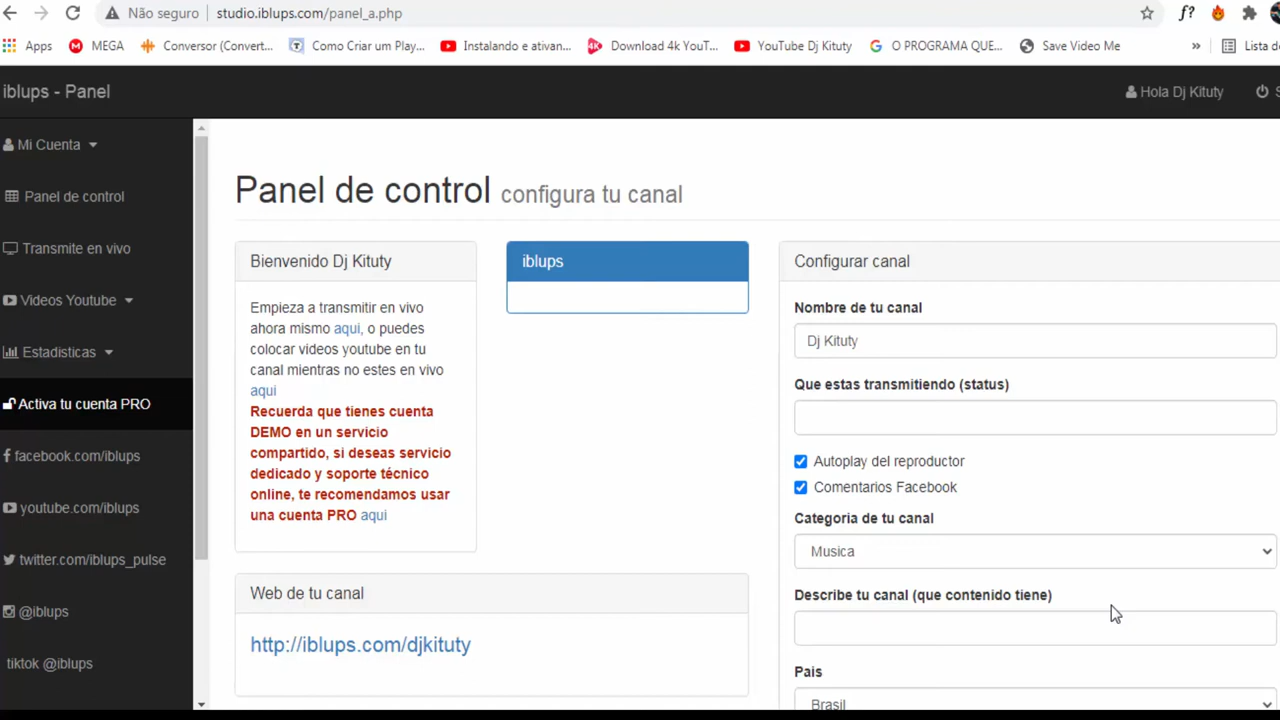 Não seguro studio.iblups.com/panel_a.php f?
Apps MEGA Conversor (Convert... Como Criar um Play... Instalando e ativan... Download 4k YouT... YouTube Dj Kituty O PROGRAMA QUE... Save Video Me » Lista de
iblups - Panel Hola Dj Kituty S
Mi Cuenta
Panel de control
Transmite en vivo
Videos Youtube
Estadisticas
Activa tu cuenta PRO
facebook.com/iblups
youtube.com/iblups
twitter.com/iblups_pulse
@iblups
tiktok @iblups
Panel de control configura tu canal
Bienvenido Dj Kituty
Empieza a transmitir en vivo
ahora mismo aqui, o puedes
colocar videos youtube en tu
canal mientras no estes en vivo
aqui
Recuerda que tienes cuenta
DEMO en un servicio
compartido, si deseas servicio
dedicado y soporte técnico
online, te recomendamos usar
una cuenta PRO aqui
iblups
Web de tu canal
http://iblups.com/djkituty
Configurar canal
Nombre de tu canal
Dj Kituty
Que estas transmitiendo (status)
Autoplay del reproductor
Comentarios Facebook
Categoria de tu canal
Musica
Describe tu canal (que contenido tiene)
Pais
Brasil